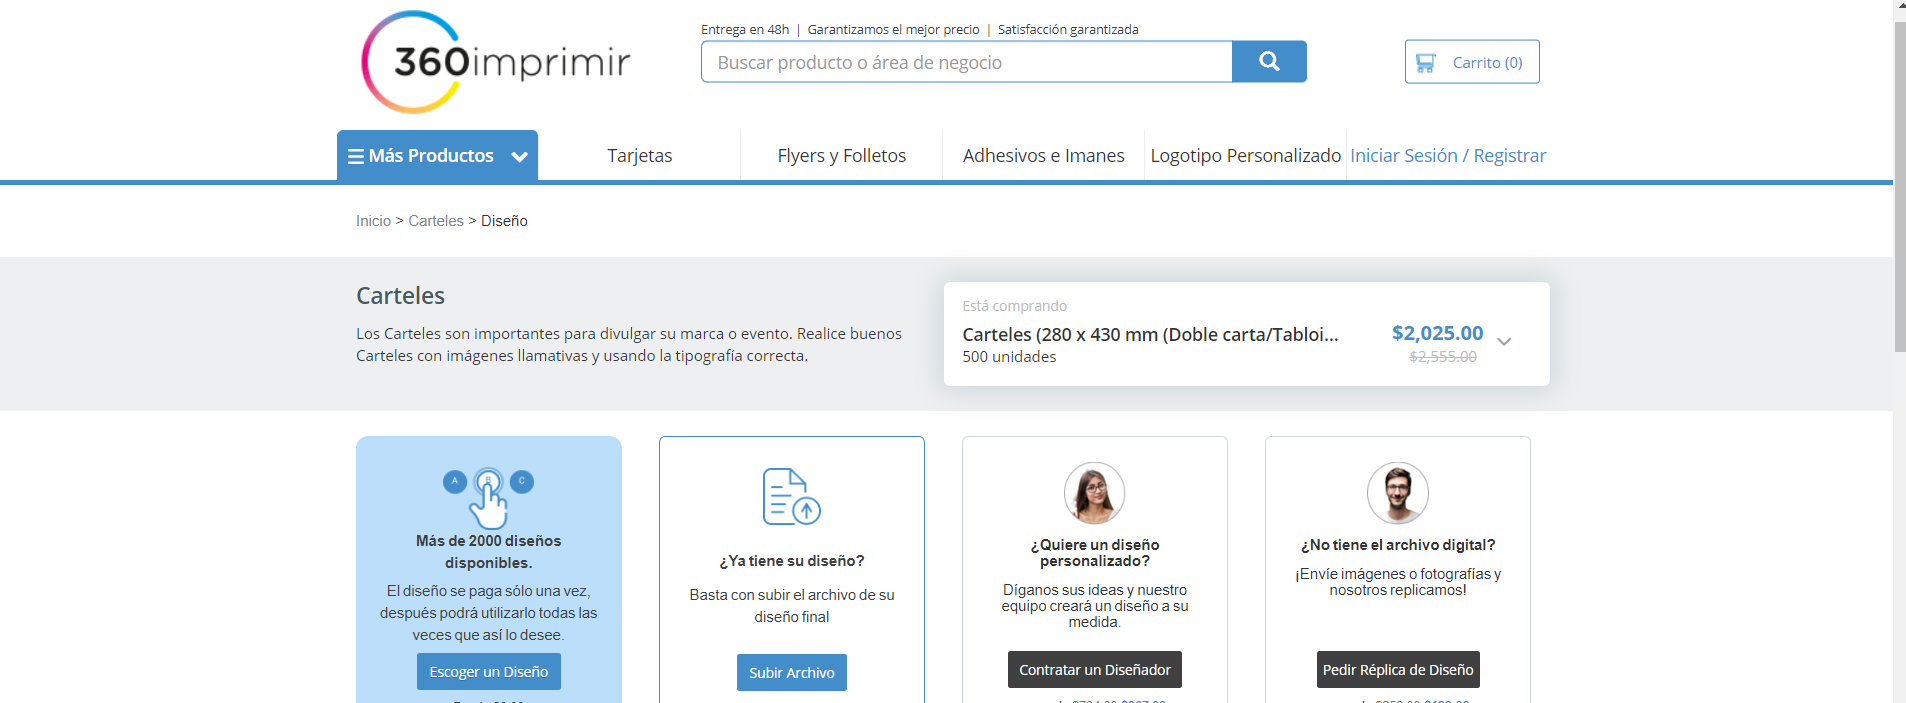 360imprimir
Entrega en 48h | Garantizamos el mejor precio | Satisfacción garantizada
Buscar producto o área de negocio
Carrito (0)
Más Productos
Tarjetas
Flyers y Folletos
Adhesivos e Imanes
Logotipo Personalizado
Iniciar Sesión / Registrar
Inicio > Carteles > Diseño
Carteles
Los Carteles son importantes para divulgar su marca o evento. Realice buenos
Carteles con imágenes llamativas y usando la tipografía correcta.
Está comprando
Carteles (280 x 430 mm (Doble carta/Tabloi...
$2,025.00
500 unidades
$2,555.00
A B C
Más de 2000 diseños
disponibles.
El diseño se paga sólo una vez,
después podrá utilizarlo todas las
veces que así lo desee.
Escoger un Diseño
¿Ya tiene su diseño?
Basta con subir el archivo de su
diseño final
Subir Archivo
¿Quiere un diseño
personalizado?
Díganos sus ideas y nuestro
equipo creará un diseño a su
medida.
Contratar un Diseñador
¿No tiene el archivo digital?
¡Envíe imágenes o fotografías y
nosotros replicamos!
Pedir Réplica de Diseño